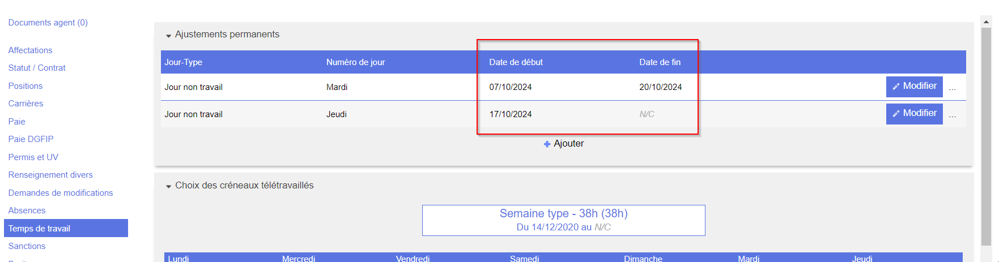 Documents agent (0)
Affectations
Statut / Contrat
Positions
Carrières
Paie
Paie DGFIP
Permis et UV
Renseignement divers
Demandes de modifications
Absences
Temps de travail
Sanctions
Ajustements permanents
Jour-Type Numéro de jour Date de début Date de fin
Jour non travail Mardi 07/10/2024 20/10/2024 Modifier ...
Jour non travail Jeudi 17/10/2024 N/C Modifier ...
Ajouter
Choix des créneaux télétravaillés
Semaine type - 38h (38h)
Du 14/12/2020 au N/C
Lundi Mercredi Vendredi Samedi Dimanche Mardi Jeudi